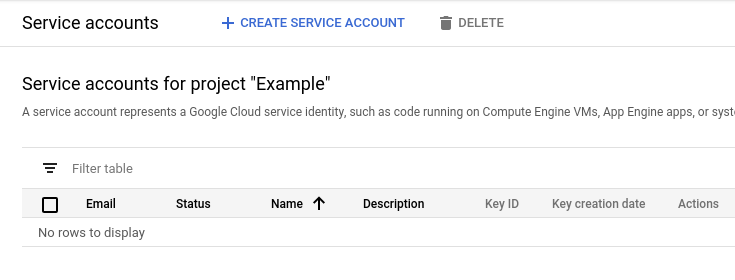 Service accounts
CREATE SERVICE ACCOUNT
DELETE
Service accounts for project "Example"
A service account represents a Google Cloud service identity, such as code running on Compute Engine VMs, App Engine apps, or
Filter table
Email Status Name Description Key ID Key creation date Actions
No rows to display